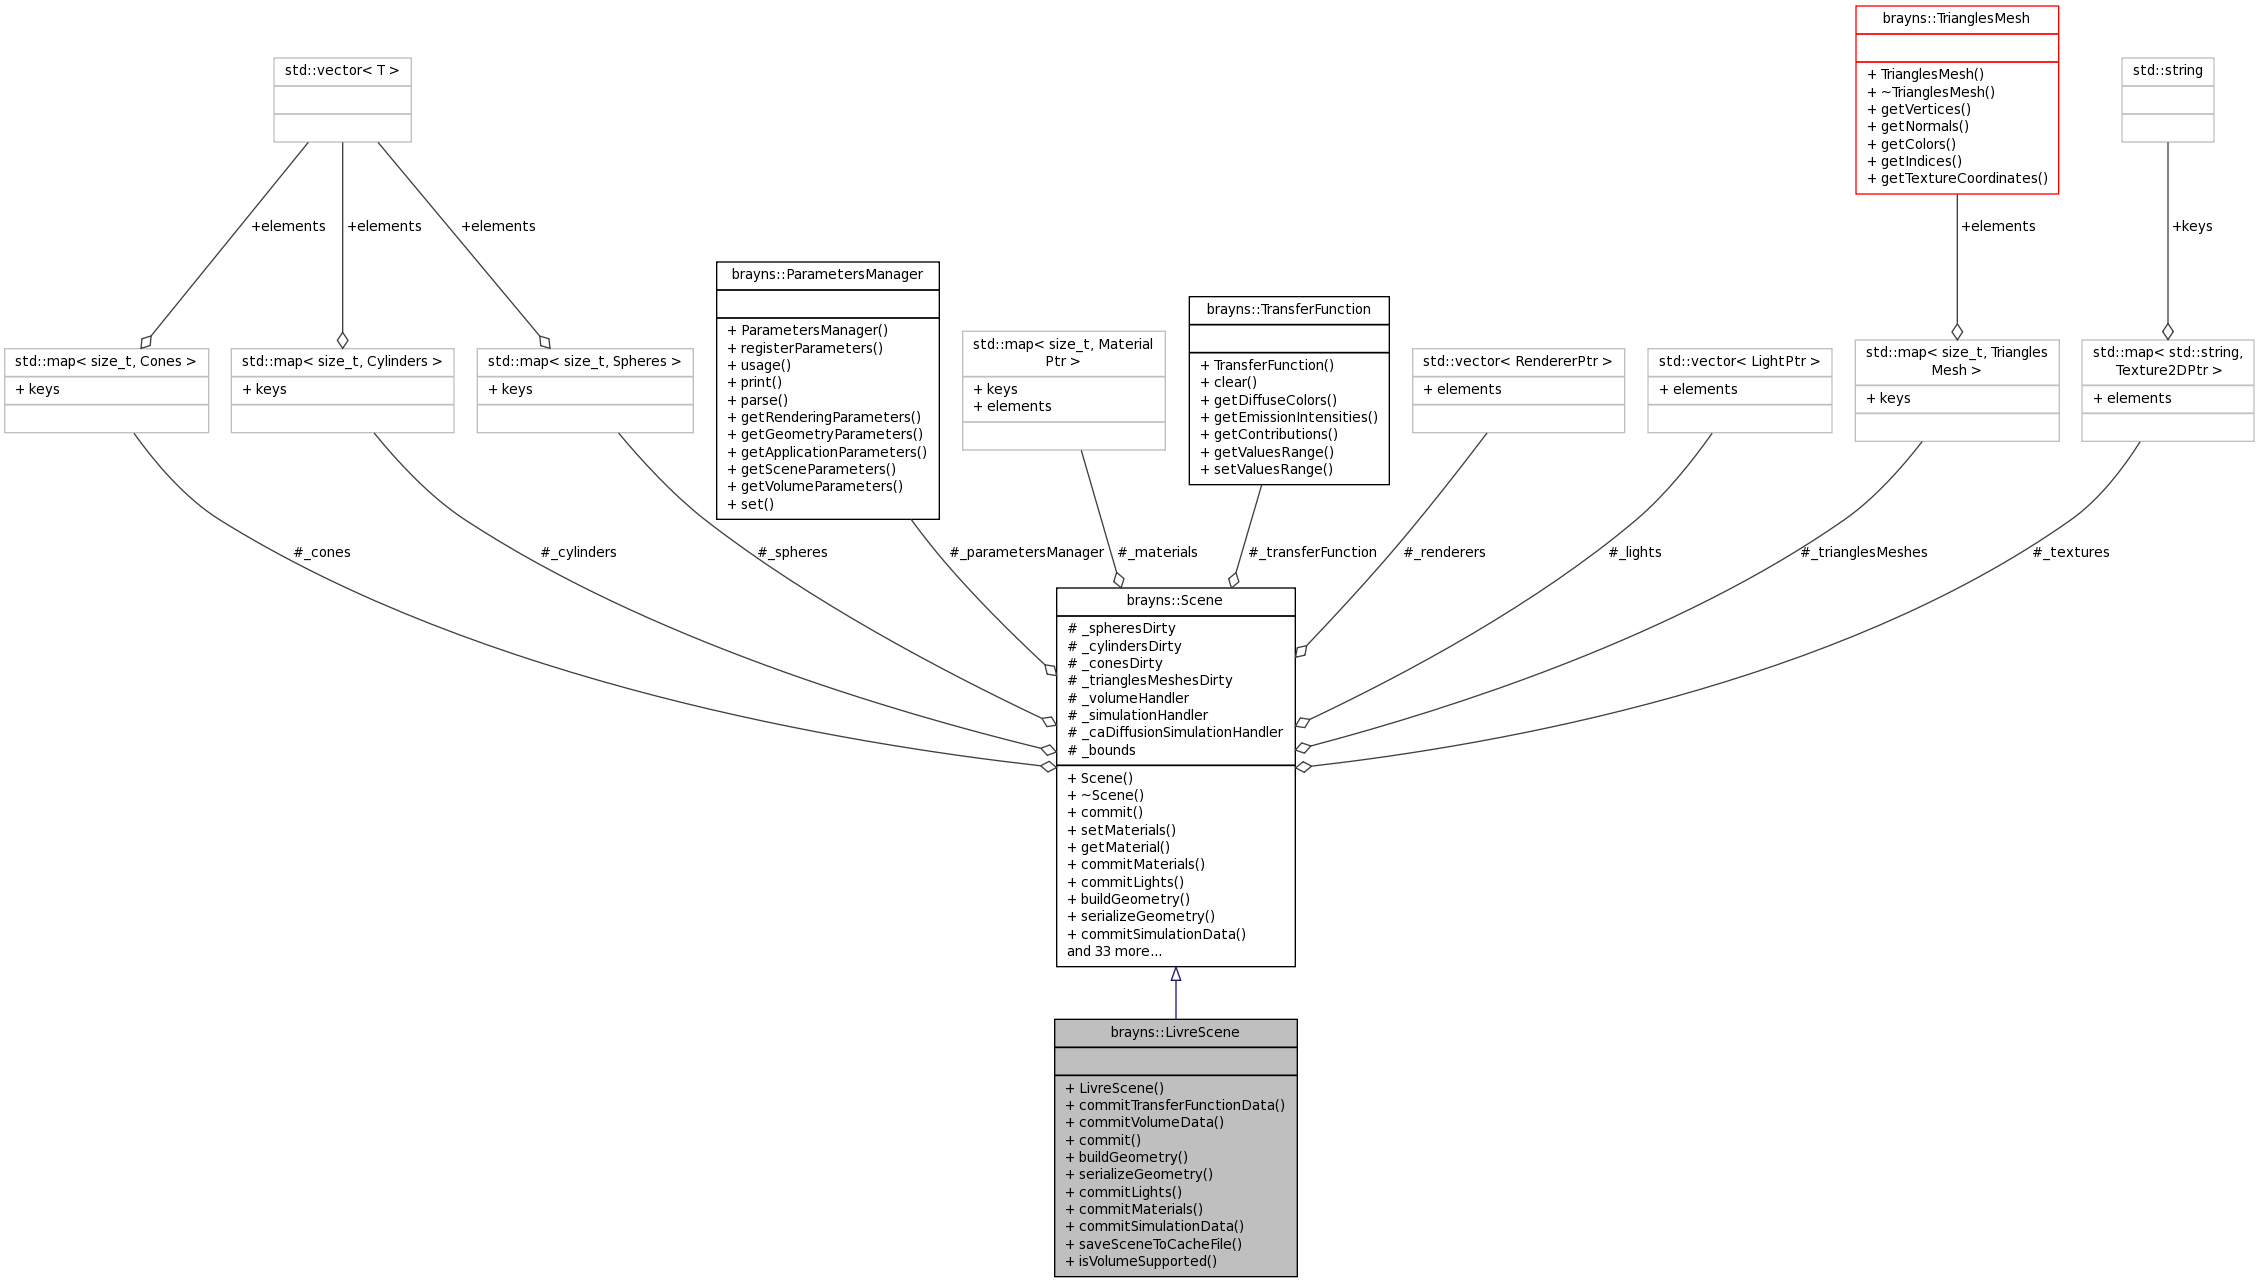 brayns::TrianglesMesh
+ TrianglesMesh()
+ ~TrianglesMesh()
+ getVertices()
+ getNormals()
+ getColors()
+ getIndices()
+ getTextureCoordinates()
std::vector< T >
std::string
+elements
+elements
+elements
+elements
+keys
brayns::ParametersManager
+ ParametersManager()
+ registerParameters()
+ usage()
+ print()
+ parse()
+ getRenderingParameters()
+ getGeometryParameters()
+ getApplicationParameters()
+ getSceneParameters()
+ getVolumeParameters()
+ set()
brayns::TransferFunction
+ TransferFunction()
+ clear()
+ getDiffuseColors()
+ getEmissionIntensities()
+ getContributions()
+ getValuesRange()
+ setValuesRange()
std::map< size_t, Cones >
+ keys
std::map< size_t, Cylinders >
+ keys
std::map< size_t, Spheres >
+ keys
std::map< size_t, Material
Ptr >
+ keys
+ elements
std::vector< RendererPtr >
+ elements
std::vector< LightPtr >
+ elements
std::map< size_t, Triangles
Mesh >
+ keys
std::map< std::string,
Texture2DPtr >
+ elements
#_cones
#_cylinders
#_spheres
#_parametersManager
#_materials
#_transferFunction
#_renderers
#_lights
#_trianglesMeshes
#_textures
brayns::Scene
# _spheresDirty
# _cylindersDirty
# _conesDirty
# _trianglesMeshesDirty
# _volumeHandler
# _simulationHandler
# _caDiffusionSimulationHandler
# _bounds
+ Scene()
+ ~Scene()
+ commit()
+ setMaterials()
+ getMaterial()
+ commitMaterials()
+ commitLights()
+ buildGeometry()
+ serializeGeometry()
+ commitSimulationData()
and 33 more...
brayns::LivreScene
+ LivreScene()
+ commitTransferFunctionData()
+ commitVolumeData()
+ commit()
+ buildGeometry()
+ serializeGeometry()
+ commitLights()
+ commitMaterials()
+ commitSimulationData()
+ saveSceneToCacheFile()
+ isVolumeSupported()